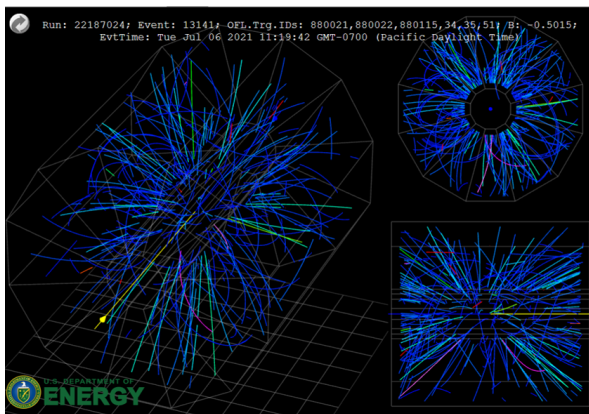 Run: 22187024; Event: 13141; OFL.Trg.IDs: 880021,880022,880115,34,35,51; B: -0.5015;
EvtTime: Tue Jul 06 2021 11:19:42 GMT-0700 (Pacific Daylight Time)
U.S. DEPARTMENT OF
ENERGY